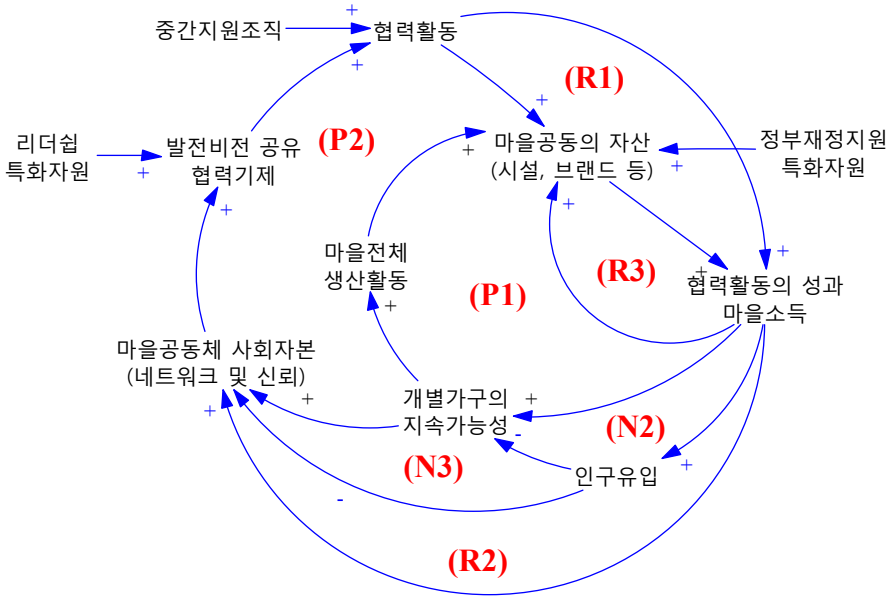 중간지원조직
협력활동
+
+
(R1)
+
(P2)
리더쉽
특화자원
+
발전비전 공유
협력기제
+
+
마을공동의 자산
(시설, 브랜드 등)
+
+
정부재정지원
특화자원
마을전체
생산활동
+
(P1)
(R3)
+
+
협력활동의 성과
마을소득
마을공동체 사회자본
(네트워크 및 신뢰)
+
+
개별가구의
지속가능성
+
-
(N2)
(N3)
인구유입
+
-
(R2)